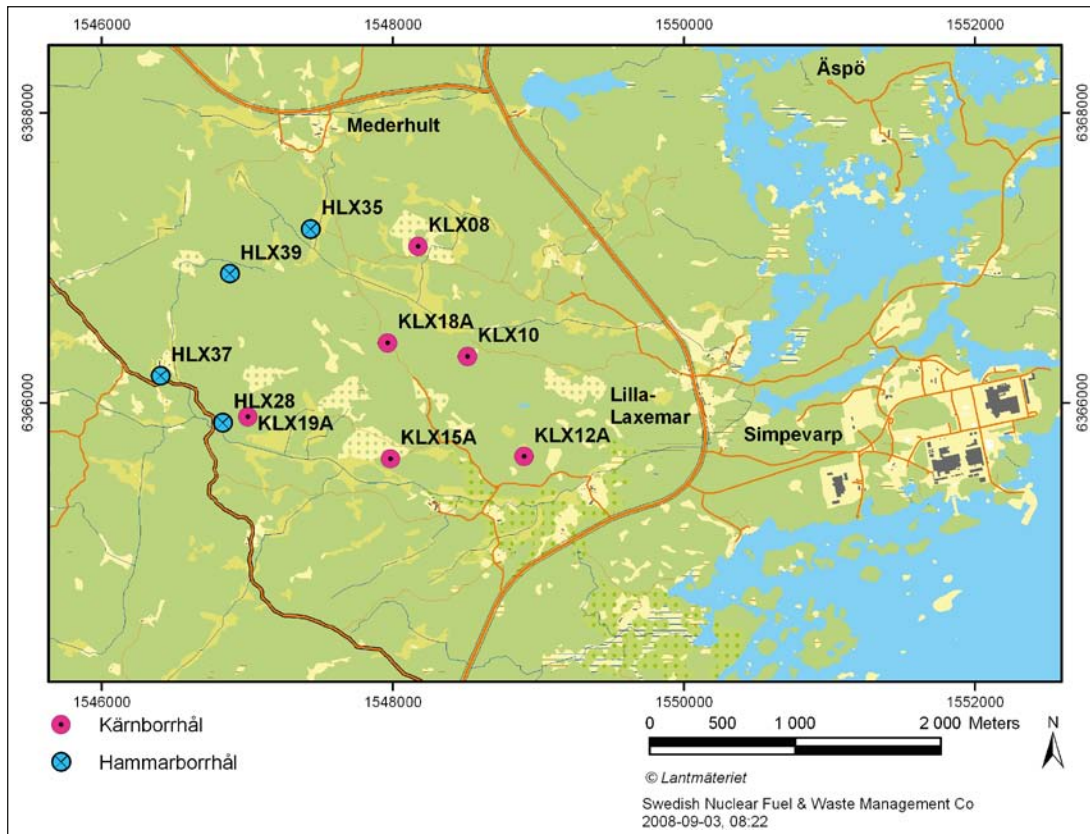 1546000
1548000
1550000
1552000
Äspö
6368000
6368000
Mederhult
HLX35
KLX08
HLX39
KLX18A
KLX10
HLX37
HLX28
KLX19A
Lilla-
Laxemar
6366000
6366000
KLX15A
KLX12A
Simpevarp
1546000
1548000
1550000
1552000
Kärnborrhål
Hammarborrhål
0 500 1 000 2 000 Meters
N
© Lantmäteriet
Swedish Nuclear Fuel & Waste Management Co
2008-09-03, 08:22